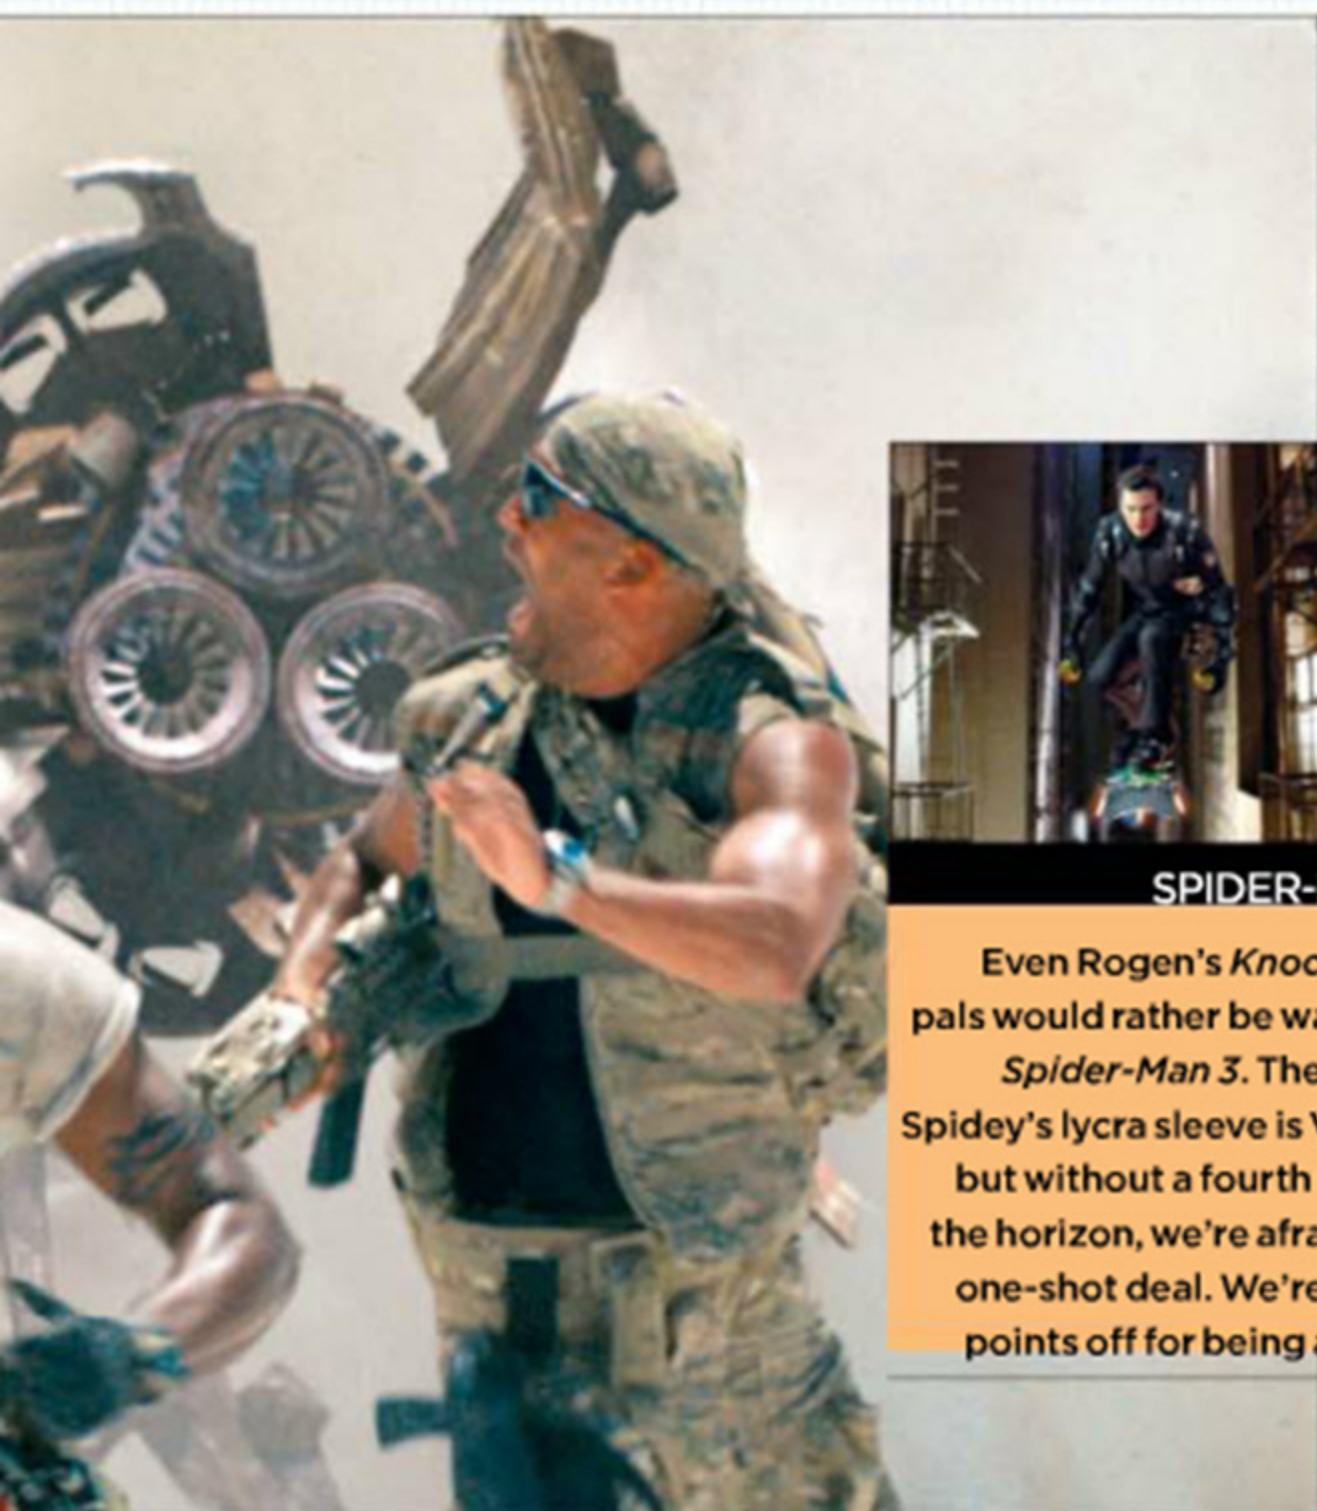 SPIDER-
Even Rogen's Knoc
pals would rather be wa
Spider-Man 3. The
Spidey's lycra sleeve is
but without a fourth
the horizon, we're afra
one-shot deal. We're
points off for being a